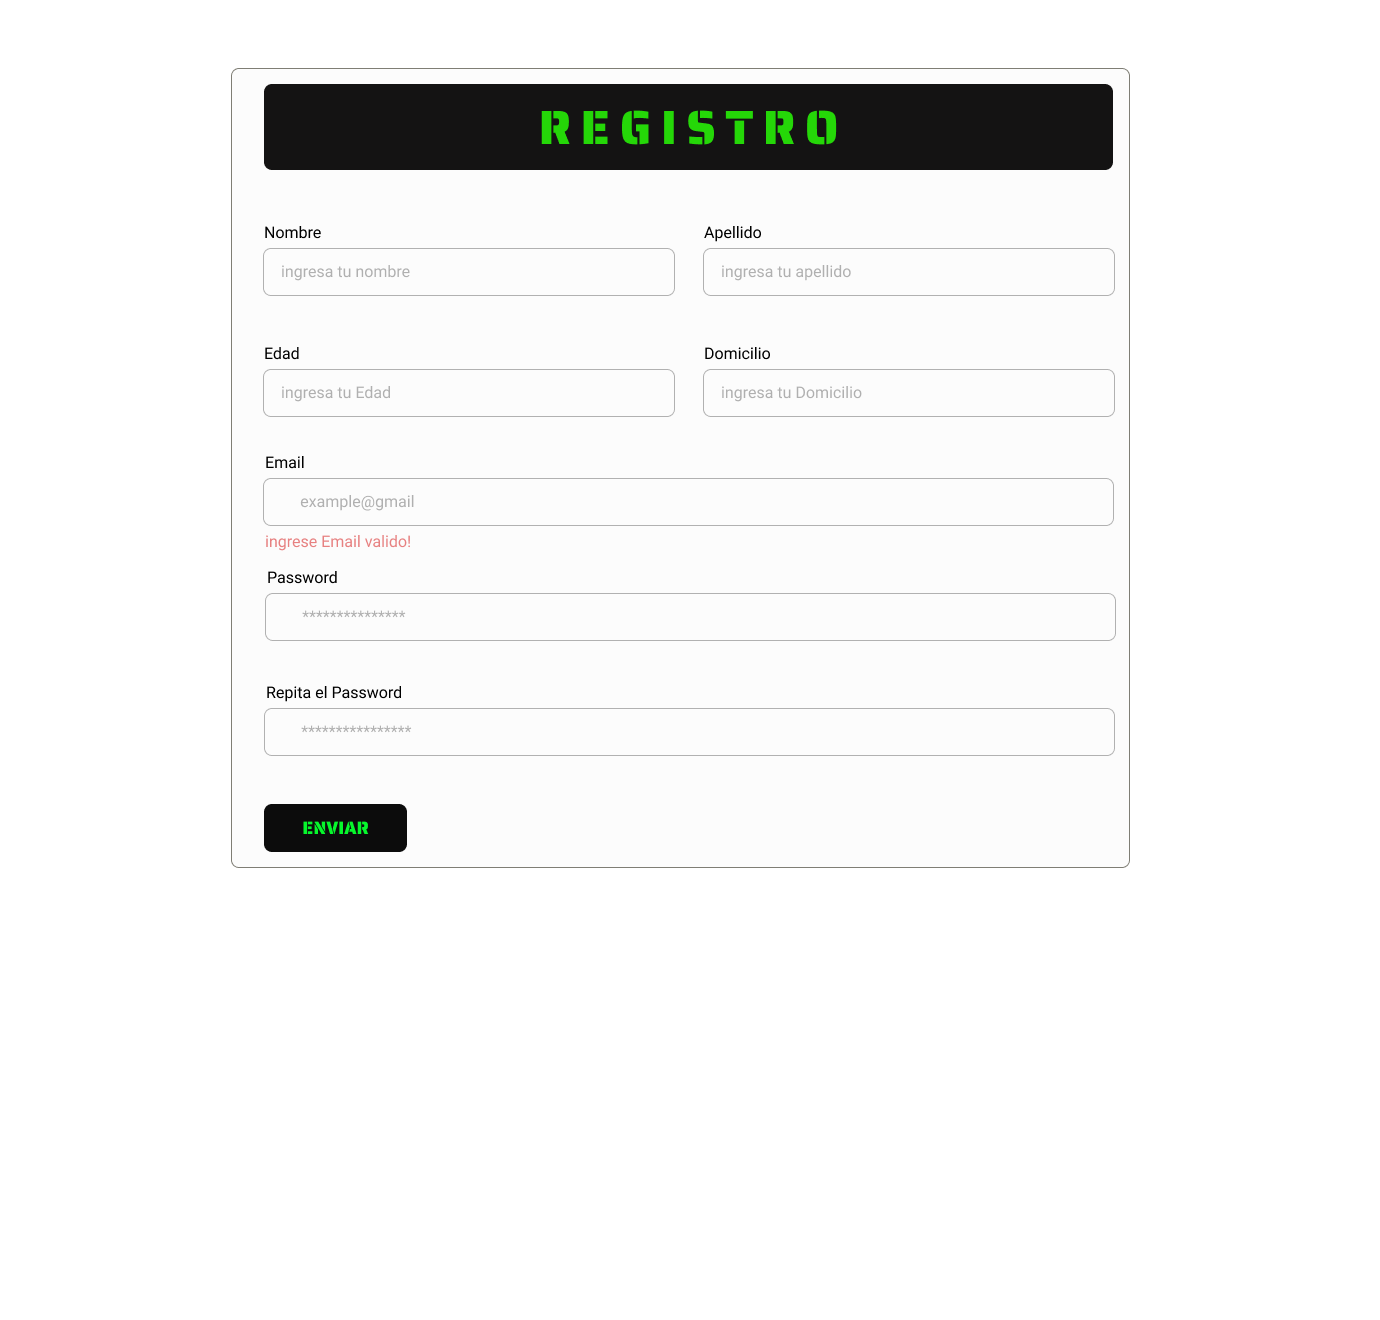 REGISTRO
Nombre
Apellido
ingresa tu nombre
ingresa tu apellido
Edad
Domicilio
ingresa tu Edad
ingresa tu Domicilio
Email
example@gmail
ingrese Email valido!
Password
***************
Repita el Password
****************
ENVIAR